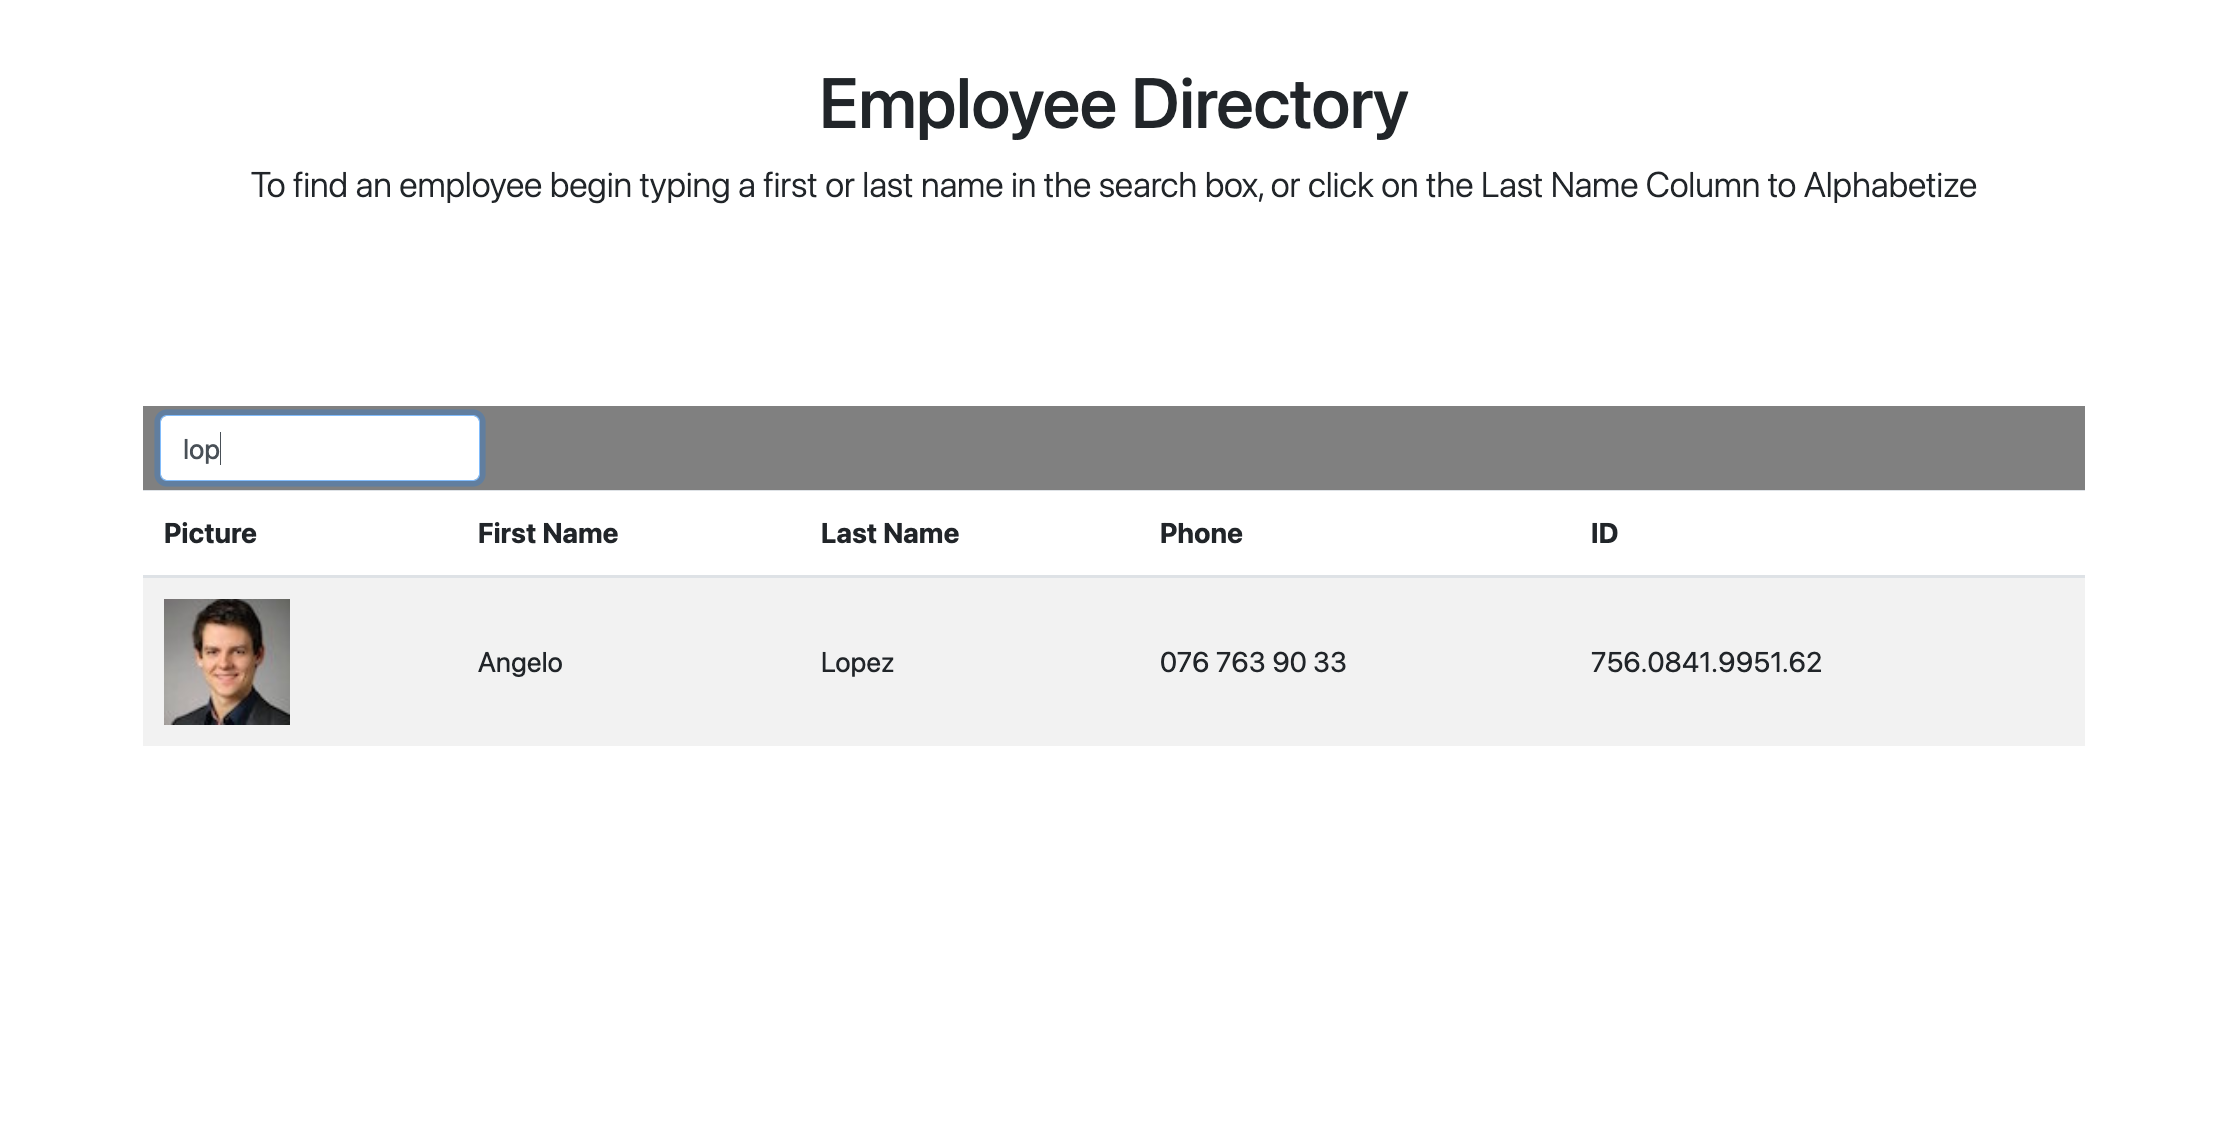 Employee Directory
To find an employee begin typing a first or last name in the search box, or click on the Last Name Column to Alphabetize
lop
Picture First Name Last Name Phone ID
Angelo Lopez 076 763 90 33 756.0841.9951.62